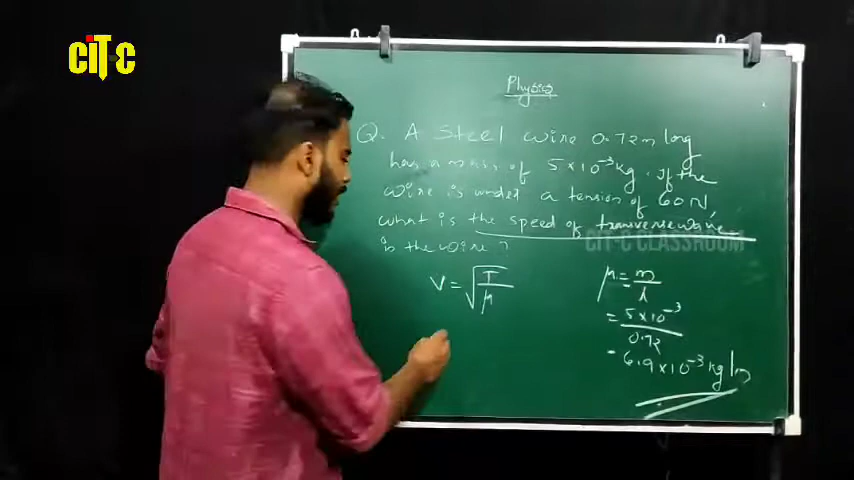 CITC
Physics
Q. A Steel wire 0.72m long
has a mass of 5×10⁻³kg. If the
wire is under a tension of 60N,
what is the speed of transverse wave
in the wire?
CIT-C CLASSROOM
V = √T/μ
μ = m/l
= 5×10⁻³/0.72
= 6.9×10⁻³ kg/m